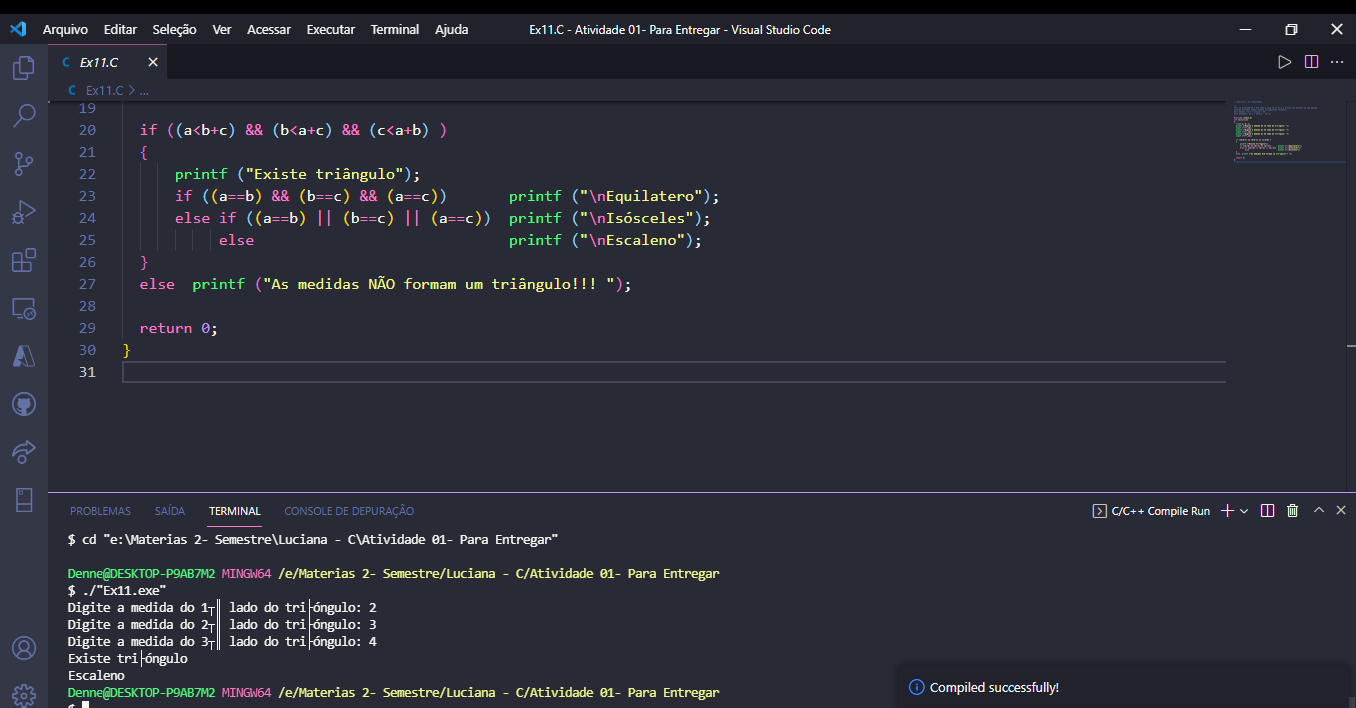 Arquivo Editar Seleção Ver Acessar Executar Terminal Ajuda Ex11.C - Atividade 01- Para Entregar - Visual Studio Code
C Ex11.C
C Ex11.C > ...
19
20 if ((a<b+c) && (b<a+c) && (c<a+b) )
21 {
22 printf ("Existe triângulo");
23 if ((a==b) && (b==c) && (a==c)) printf ("\nEquilatero");
24 else if ((a==b) || (b==c) || (a==c)) printf ("\nIsósceles");
25 else printf ("\nEscaleno");
26 }
27 else printf ("As medidas NÃO formam um triângulo!!! ");
28
29 return 0;
30 }
31
PROBLEMAS SAÍDA TERMINAL CONSOLE DE DEPURAÇÃO C/C++ Compile Run
$ cd "e:\Materias 2- Semestre\Luciana - C\Atividade 01- Para Entregar"
Denne@DESKTOP-P9AB7M2 MINGW64 /e/Materias 2- Semestre/Luciana - C/Atividade 01- Para Entregar
$ ./"Ex11.exe"
Digite a medida do 1┬║ lado do tri├óngulo: 2
Digite a medida do 2┬║ lado do tri├óngulo: 3
Digite a medida do 3┬║ lado do tri├óngulo: 4
Existe tri├óngulo
Escaleno
Denne@DESKTOP-P9AB7M2 MINGW64 /e/Materias 2- Semestre/Luciana - C/Atividade 01- Para Entregar
$
Compiled successfully!